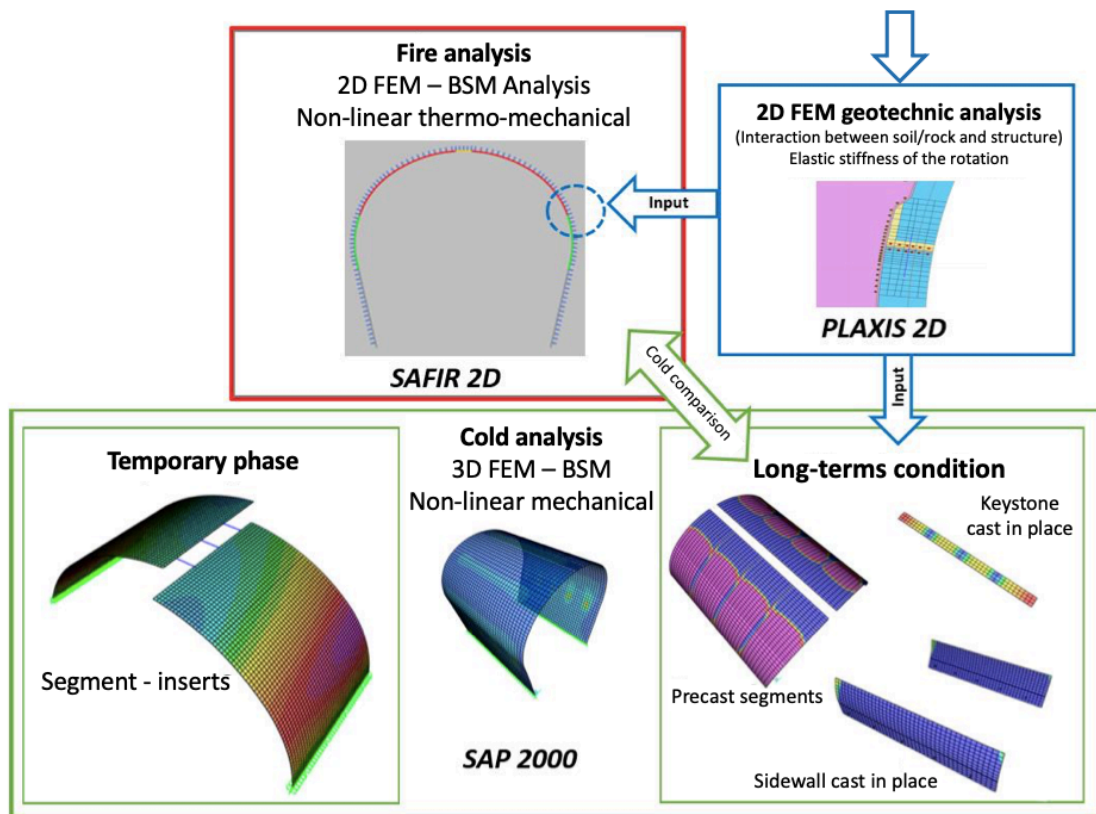 Fire analysis
2D FEM – BSM Analysis
Non-linear thermo-mechanical
SAFIR 2D
Input
2D FEM geotechnic analysis
(Interaction between soil/rock and structure)
Elastic stiffness of the rotation
PLAXIS 2D
Input
Cold comparison
Temporary phase
Segment - inserts
Cold analysis
3D FEM – BSM
Non-linear mechanical
SAP 2000
Long-terms condition
Keystone
cast in place
Precast segments
Sidewall cast in place